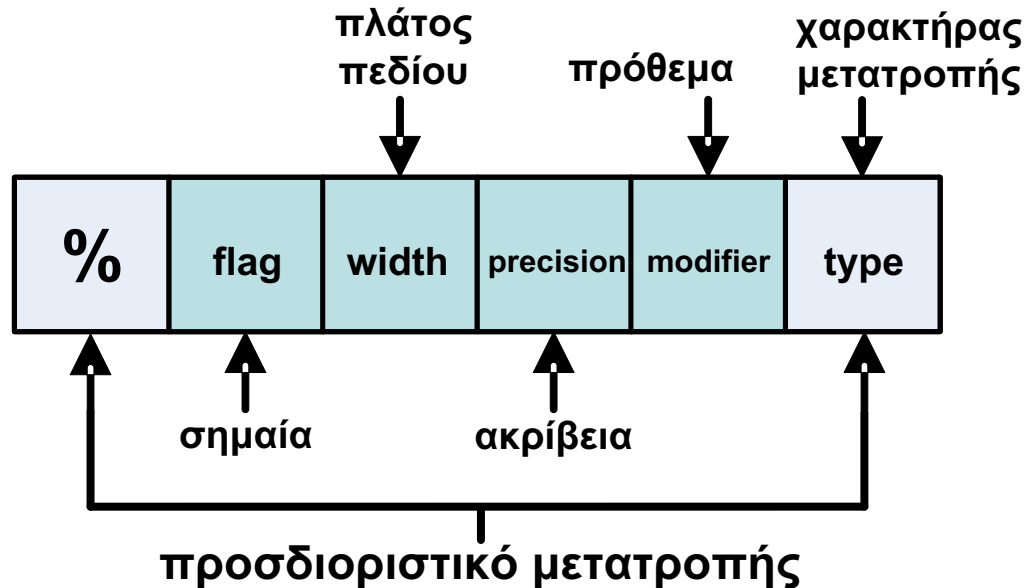 πλάτος
πεδίου
πρόθεμα
χαρακτήρας
μετατροπής
% flag width precision modifier type
σημαία ακρίβεια
προσδιοριστικό μετατροπής